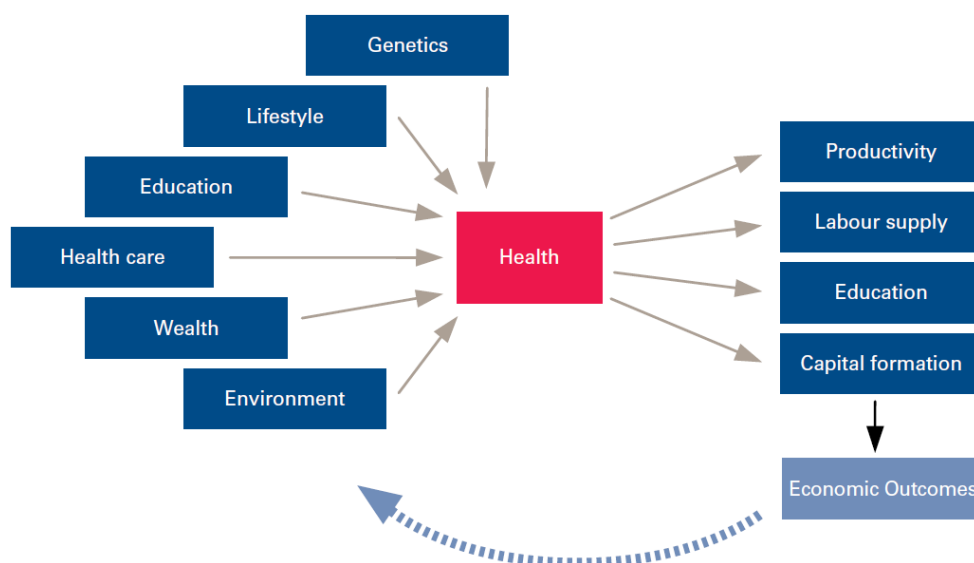 Genetics
Lifestyle
Education
Health care
Wealth
Environment
Health
Productivity
Labour supply
Education
Capital formation
Economic Outcomes